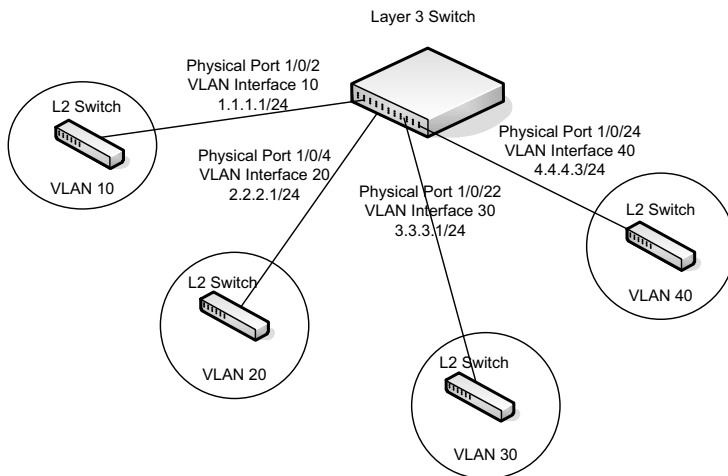 Layer 3 Switch
Physical Port 1/0/2
VLAN Interface 10
1.1.1.1/24
L2 Switch
VLAN 10
Physical Port 1/0/4
VLAN Interface 20
2.2.2.1/24
L2 Switch
VLAN 20
Physical Port 1/0/22
VLAN Interface 30
3.3.3.1/24
L2 Switch
VLAN 30
Physical Port 1/0/24
VLAN Interface 40
4.4.4.3/24
L2 Switch
VLAN 40